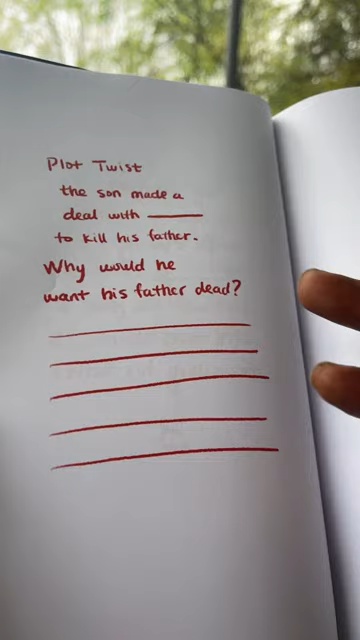 Plot Twist
the son made a
deal with ______
to kill his father.
Why would he
want his father dead?